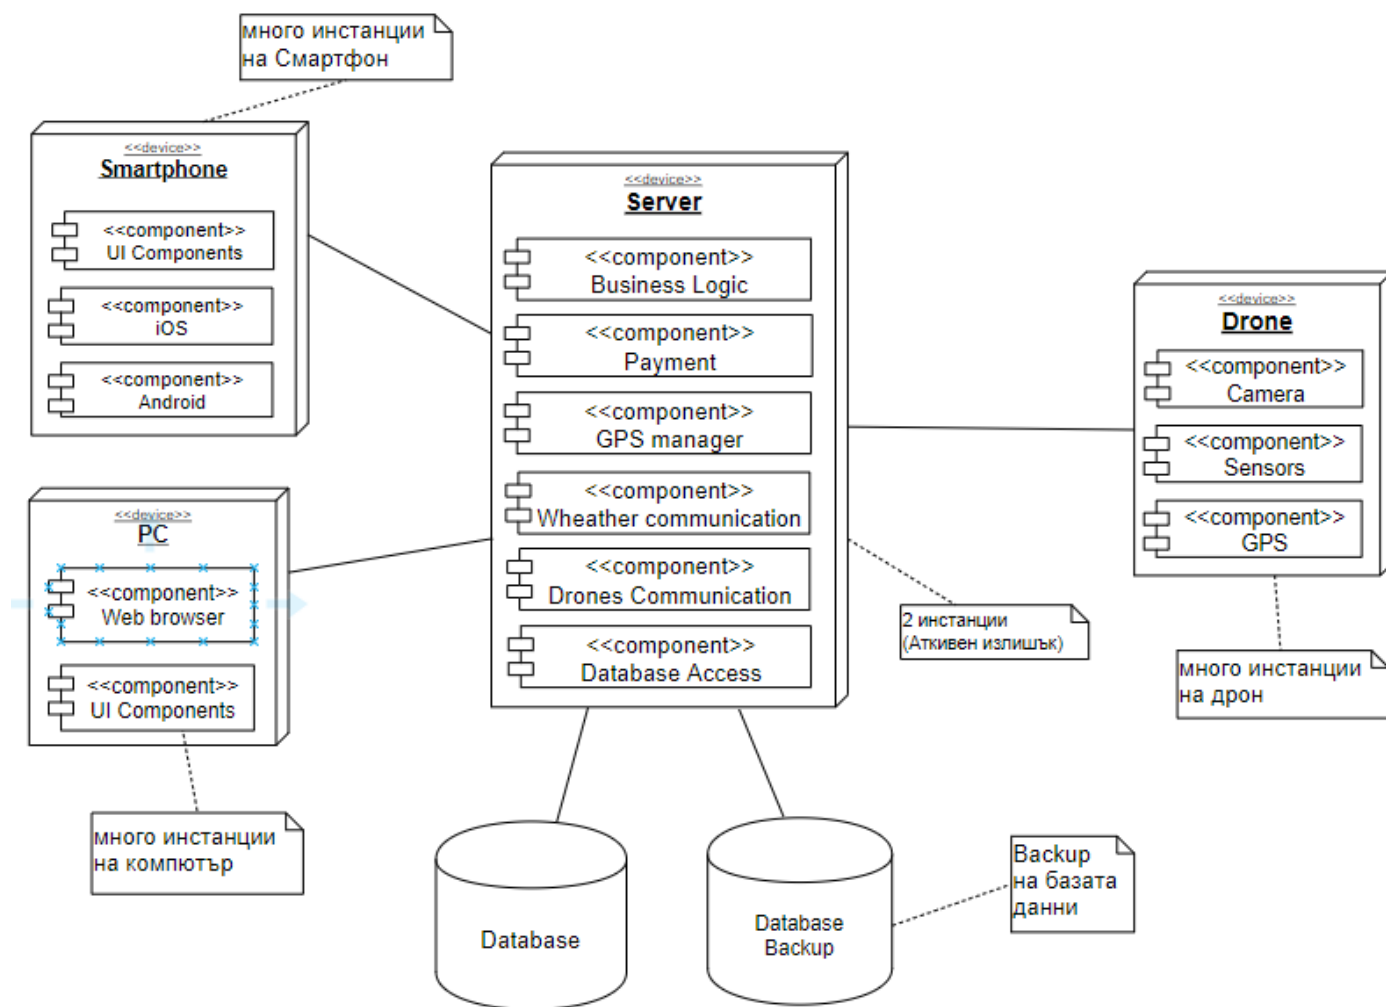 много инстанции
на Смартфон
<<device>>
Smartphone
<<component>>
UI Components
<<component>>
iOS
<<component>>
Android
<<device>>
PC
<<component>>
Web browser
<<component>>
UI Components
много инстанции
на компютър
<<device>>
Server
<<component>>
Business Logic
<<component>>
Payment
<<component>>
GPS manager
<<component>>
Wheather communication
<<component>>
Drones Communication
<<component>>
Database Access
2 инстанции
(Аткивен излишък)
<<device>>
Drone
<<component>>
Camera
<<component>>
Sensors
<<component>>
GPS
много инстанции
на дрон
Database
Database
Backup
Backup
на базата
данни